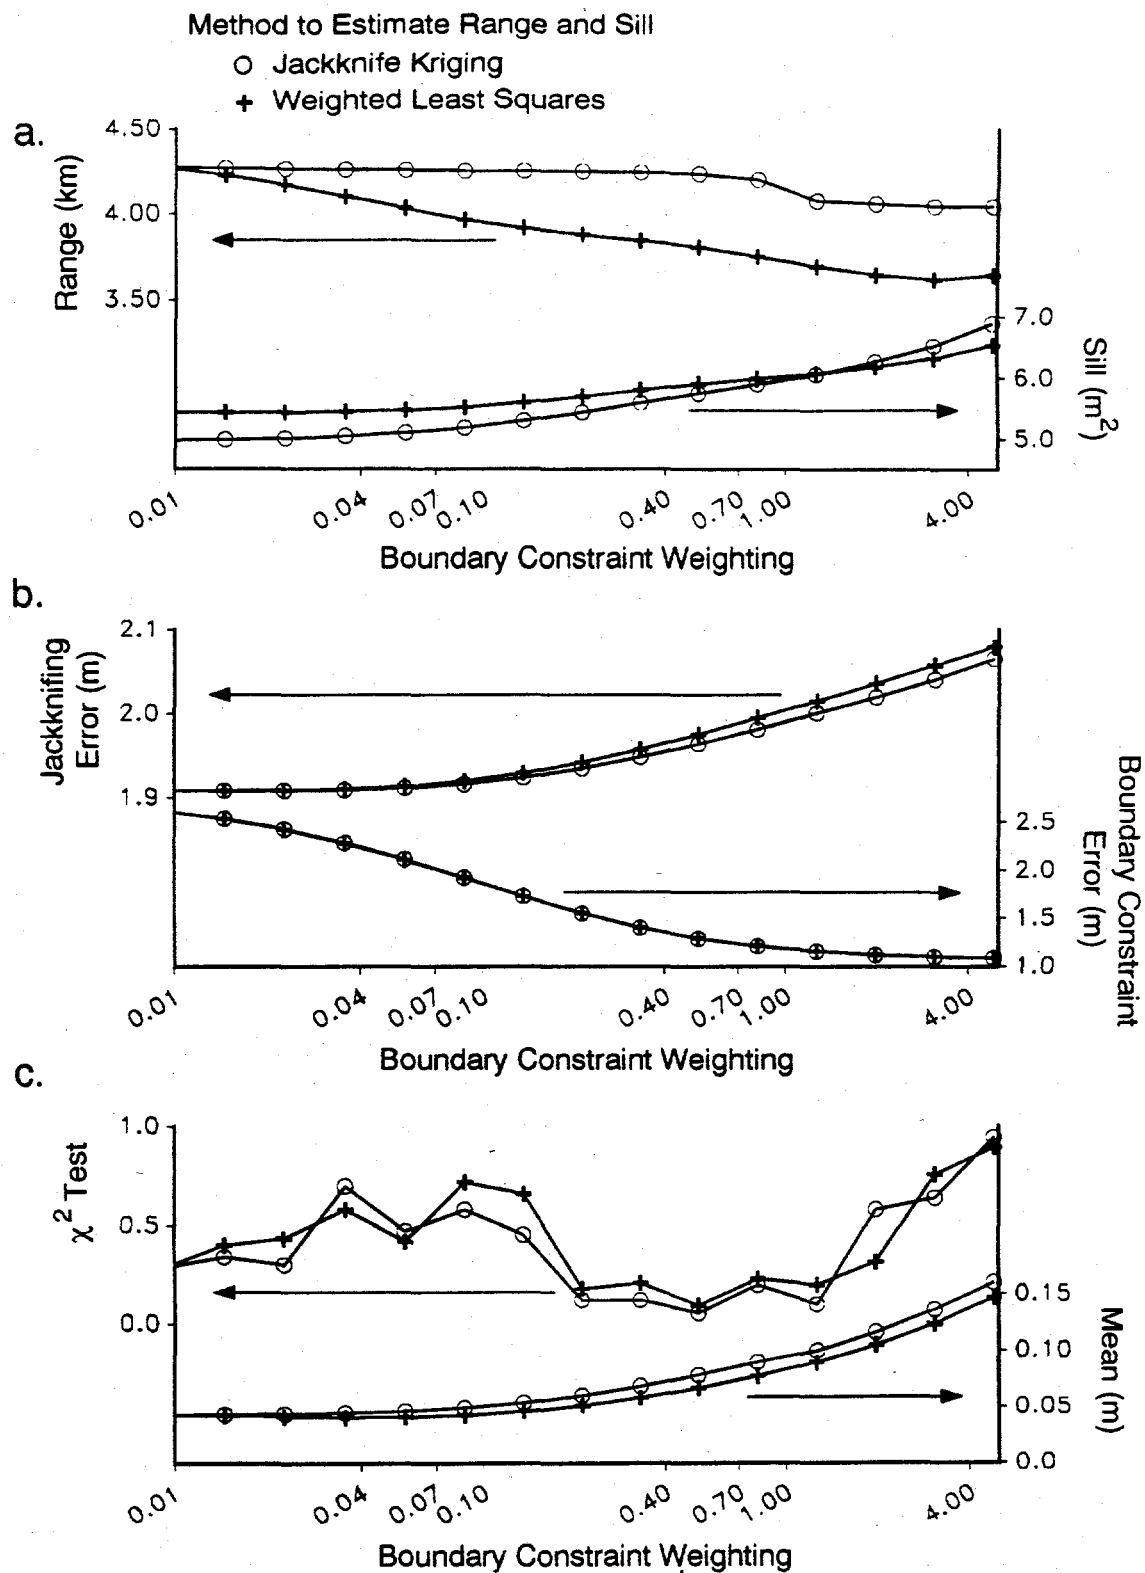 Method to Estimate Range and Sill
Jackknife Kriging
Weighted Least Squares
a.
Range (km)
4.50
4.00
3.50
7.0
6.0
5.0
Sill (m²)
0.01
0.04
0.07
0.10
0.40
0.70
1.00
4.00
Boundary Constraint Weighting
b.
Jackknifing
Error (m)
2.1
2.0
1.9
2.5
2.0
1.5
1.0
Boundary Constraint
Error (m)
0.01
0.04
0.07
0.10
0.40
0.70
1.00
4.00
Boundary Constraint Weighting
c.
χ² Test
1.0
0.5
0.0
0.15
0.10
0.05
0.0
Mean (m)
0.01
0.04
0.07
0.10
0.40
0.70
1.00
4.00
Boundary Constraint Weighting